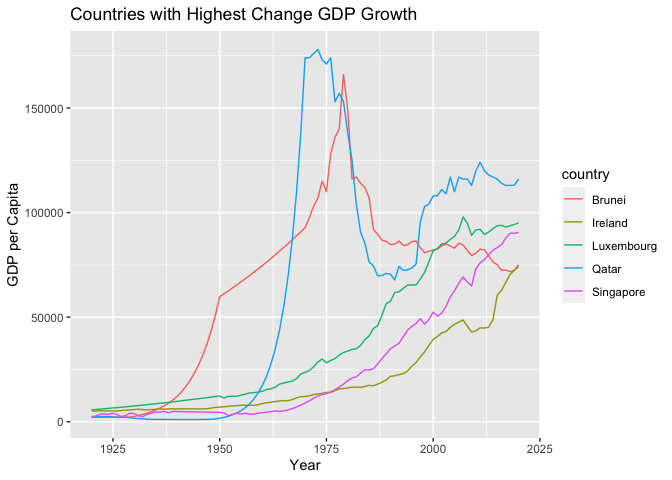 Countries with Highest Change GDP Growth
GDP per Capita
150000
100000
50000
0
1925 1950 1975 2000 2025
Year
country
Brunei
Ireland
Luxembourg
Qatar
Singapore